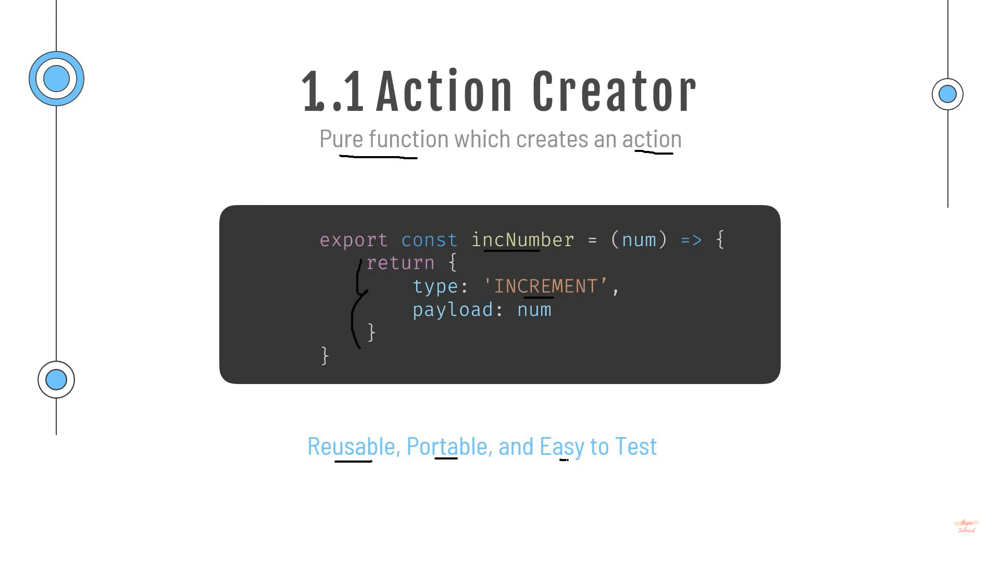 1..1 Action Creator
Pure function which creates an action
export const incNumber = (num) => {
return {
type: 'INCREMENT’,
payload: num
}
}
Reusable, Portable, and Easy to Test
Thapa
Technical